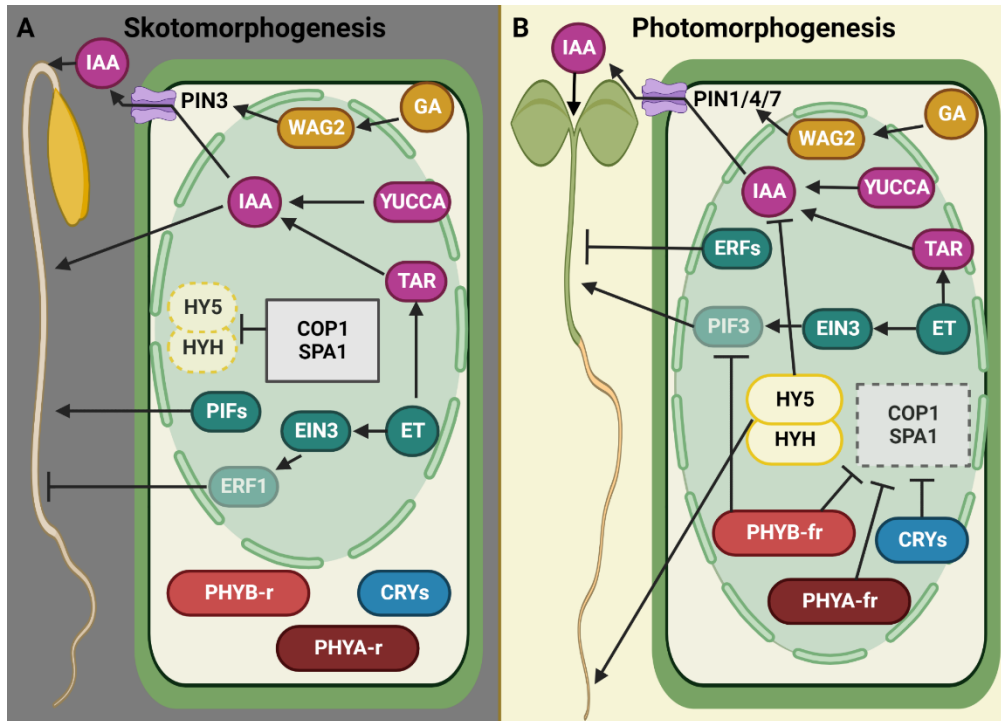 A Skotomorphogenesis
IAA
PIN3
WAG2
GA
IAA
YUCCA
TAR
HY5
HYH
COP1
SPA1
PIFs
EIN3
ET
ERF1
PHYB-r
CRYs
PHYA-r
B Photomorphogenesis
IAA
PIN1/4/7
WAG2
GA
IAA
YUCCA
ERFs
TAR
PIF3
EIN3
ET
HY5
HYH
COP1
SPA1
PHYB-fr
CRYs
PHYA-fr